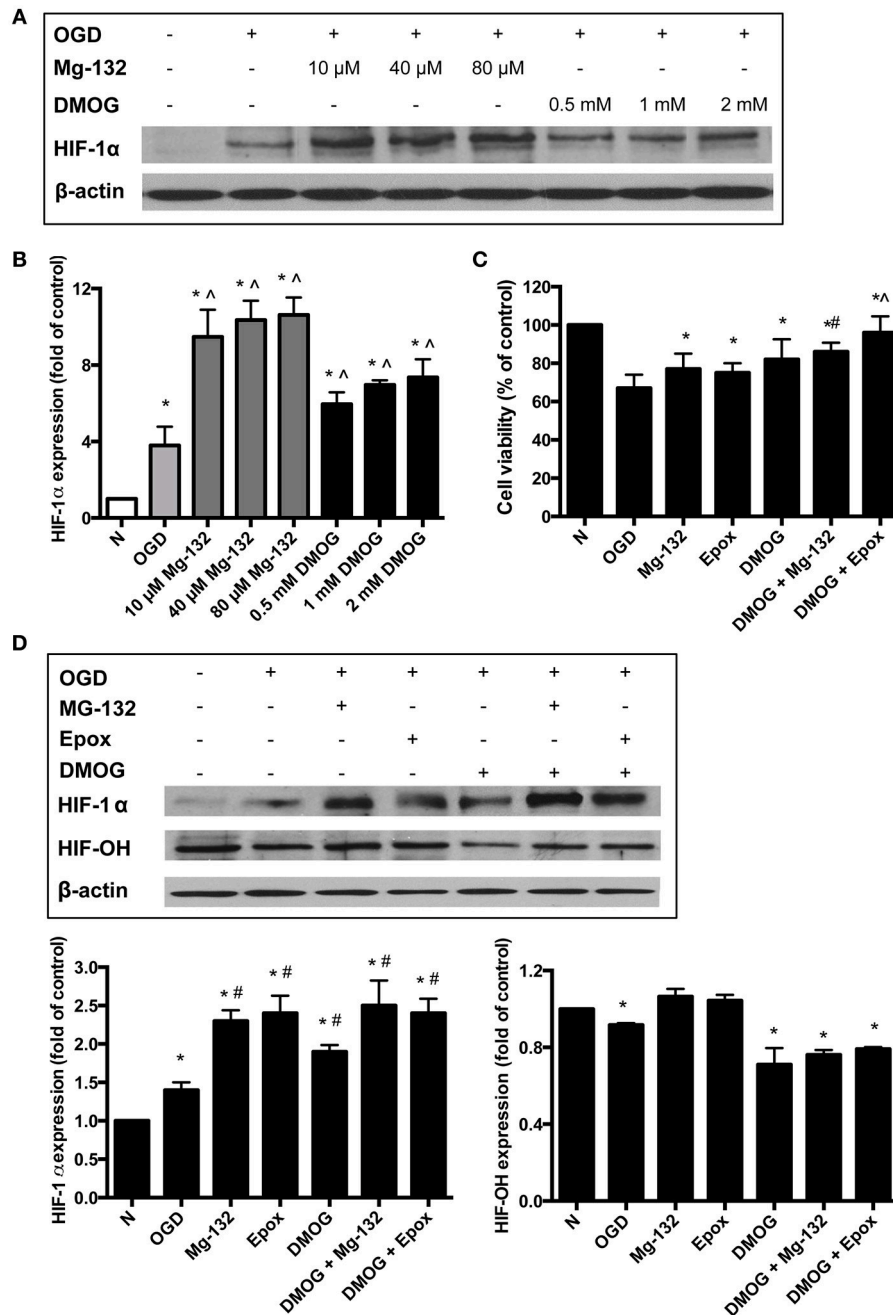 A
OGD - + + + + + + +
Mg-132 - - 10 µM 40 µM 80 µM - - -
DMOG - - - - - 0.5 mM 1 mM 2 mM
HIF-1α
β-actin
B
HIF-1α expression (fold of control)
12
8
4
0
*
* ^
* ^
* ^
* ^
* ^
* ^
N
OGD
10 µM Mg-132
40 µM Mg-132
80 µM Mg-132
0.5 mM DMOG
1 mM DMOG
2 mM DMOG
C
Cell viability (% of control)
120
100
80
60
40
20
0
*
*
*
*#
*^
N
OGD
Mg-132
Epox
DMOG
DMOG + Mg-132
DMOG + Epox
D
OGD - + + + + + +
MG-132 - - + - - + -
Epox - - - + - - +
DMOG - - - - + + +
HIF-1 α
HIF-OH
β-actin
HIF-1 α expression (fold of control)
3.0
2.5
2.0
1.5
1.0
0.5
0.0
*
* #
* #
* #
* #
* #
N
OGD
Mg-132
Epox
DMOG
DMOG + Mg-132
DMOG + Epox
HIF-OH expression (fold of control)
1.2
0.8
0.4
0.0
*
*
*
*
N
OGD
Mg-132
Epox
DMOG
DMOG + Mg-132
DMOG + Epox